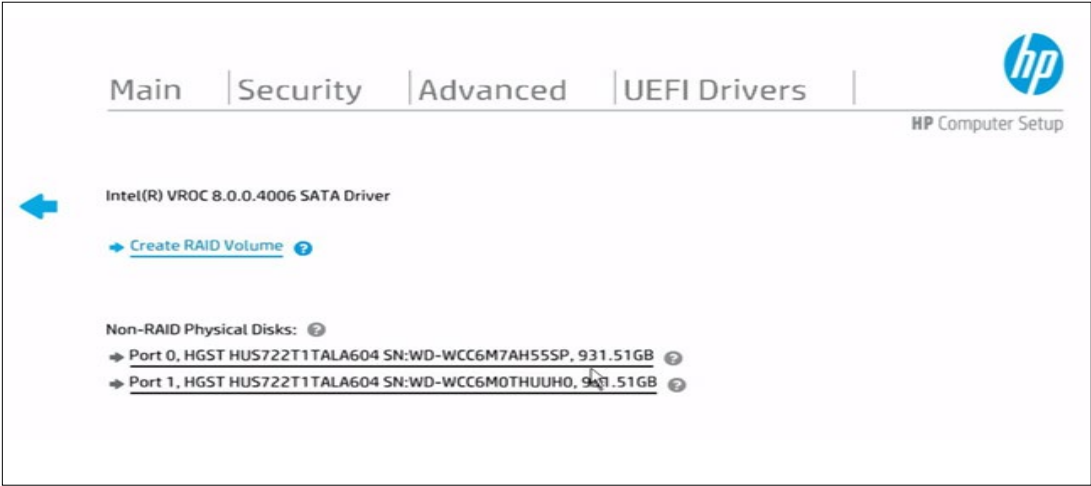 hp
Main Security Advanced UEFI Drivers
HP Computer Setup
Intel(R) VROC 8.0.0.4006 SATA Driver
Create RAID Volume ?
Non-RAID Physical Disks: ?
Port 0, HGST HUS722T1TALA604 SN:WD-WCC6M7AH55SP, 931.51GB ?
Port 1, HGST HUS722T1TALA604 SN:WD-WCC6M0THUUH0, 931.51GB ?